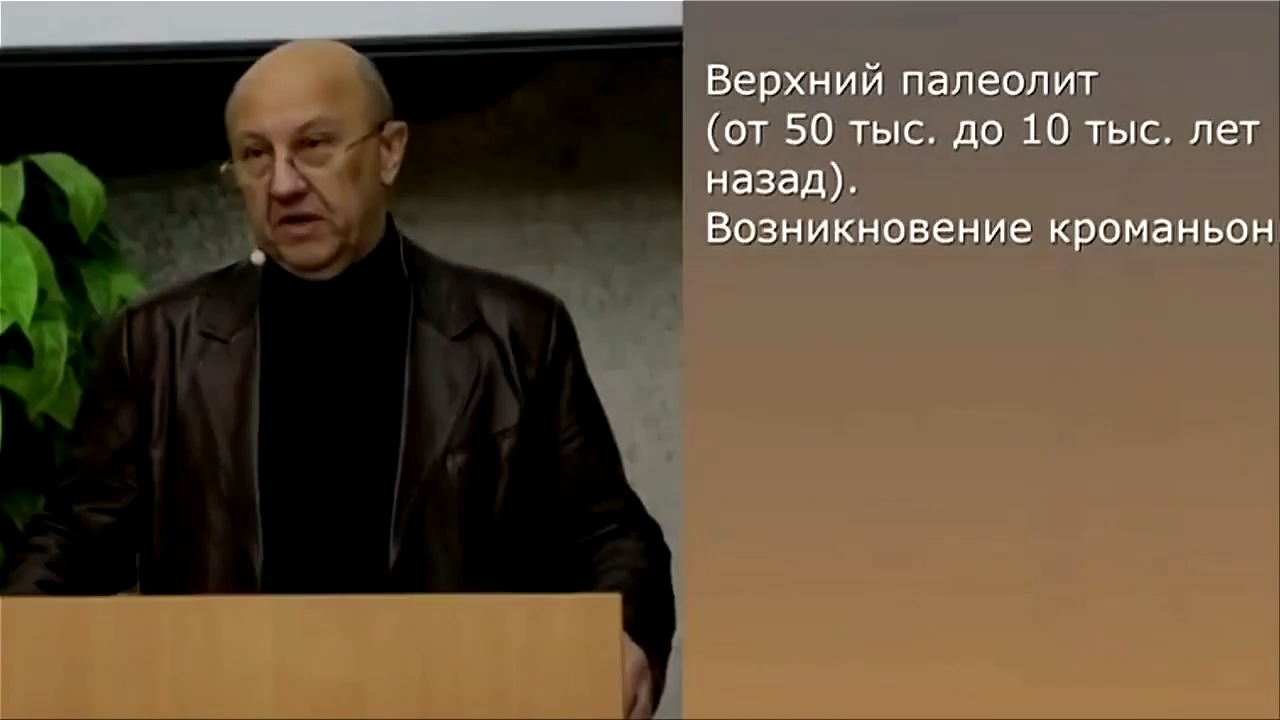 Верхний палеолит
(от 50 тыс. до 10 тыс. лет
назад).
Возникновение кроманьон